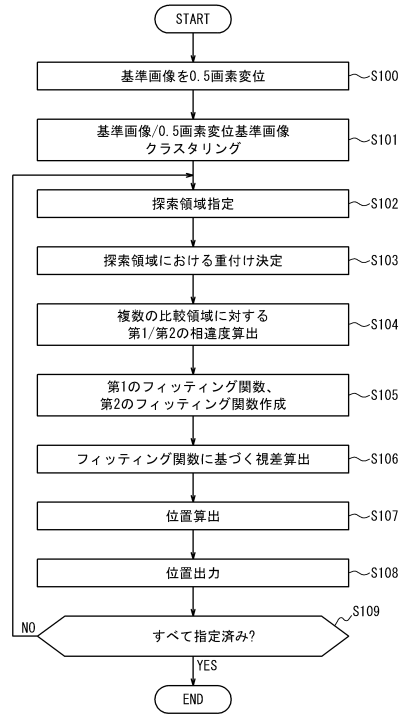 START
基準画像を0.5画素変位
S100
基準画像/0.5画素変位基準画像
クラスタリング
S101
探索領域指定
S102
探索領域における重付け決定
S103
複数の比較領域に対する
第1/第2の相違度算出
S104
第1のフィッティング関数、
第2のフィッティング関数作成
S105
フィッティング関数に基づく視差算出
S106
位置算出
S107
位置出力
S108
すべて指定済み?
S109
NO
YES
END